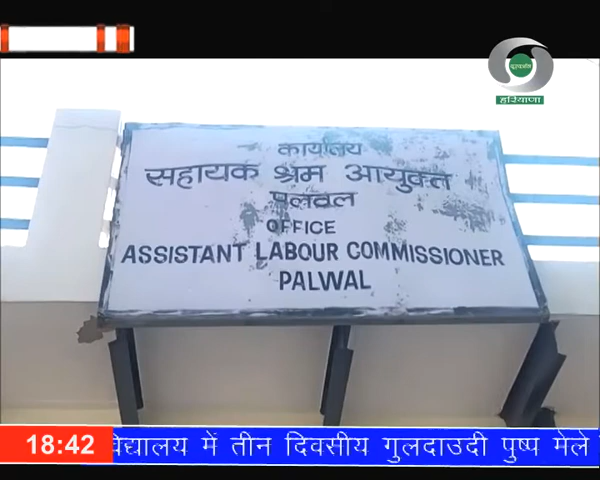 दूरदर्शन
हरियाणा
कार्यालय
सहायक श्रम आयुक्त
पलवल
OFFICE
ASSISTANT LABOUR COMMISSIONER
PALWAL
18:42
में तीन दिवसीय गुलदाउदी पुष्प मेले